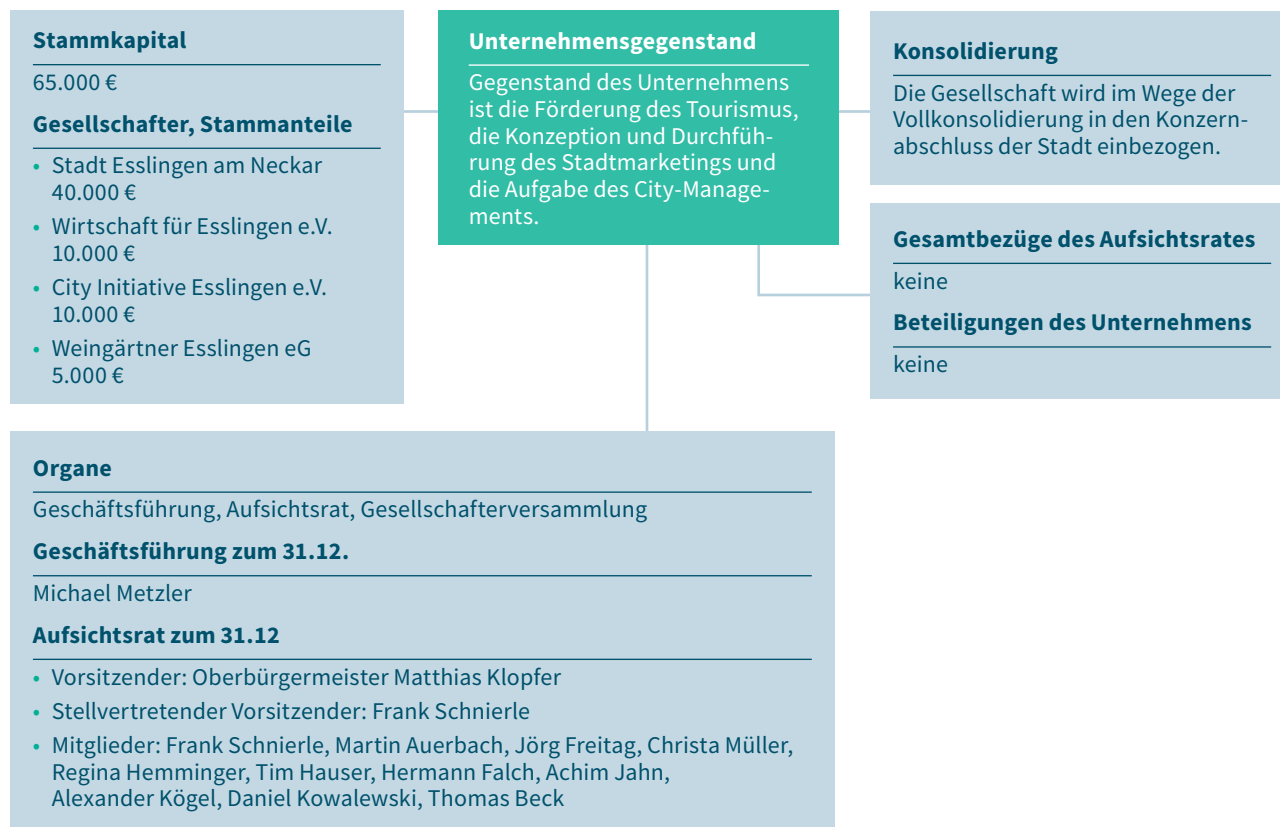 Stammkapital
65.000 €
Gesellschafter, Stammanteile
• Stadt Esslingen am Neckar
40.000 €
• Wirtschaft für Esslingen e.V.
10.000 €
• City Initiative Esslingen e.V.
10.000 €
• Weingärtner Esslingen eG
5.000 €
Unternehmensgegenstand
Gegenstand des Unternehmens
ist die Förderung des Tourismus,
die Konzeption und Durchfüh-
rung des Stadtmarketings und
die Aufgabe des City-Manage-
ments.
Konsolidierung
Die Gesellschaft wird im Wege der
Vollkonsolidierung in den Konzern-
abschluss der Stadt einbezogen.
Gesamtbezüge des Aufsichtsrates
keine
Beteiligungen des Unternehmens
keine
Organe
Geschäftsführung, Aufsichtsrat, Gesellschafterversammlung
Geschäftsführung zum 31.12.
Michael Metzler
Aufsichtsrat zum 31.12
• Vorsitzender: Oberbürgermeister Matthias Klopfer
• Stellvertretender Vorsitzender: Frank Schnierle
• Mitglieder: Frank Schnierle, Martin Auerbach, Jörg Freitag, Christa Müller,
Regina Hemminger, Tim Hauser, Hermann Falch, Achim Jahn,
Alexander Kögel, Daniel Kowalewski, Thomas Beck